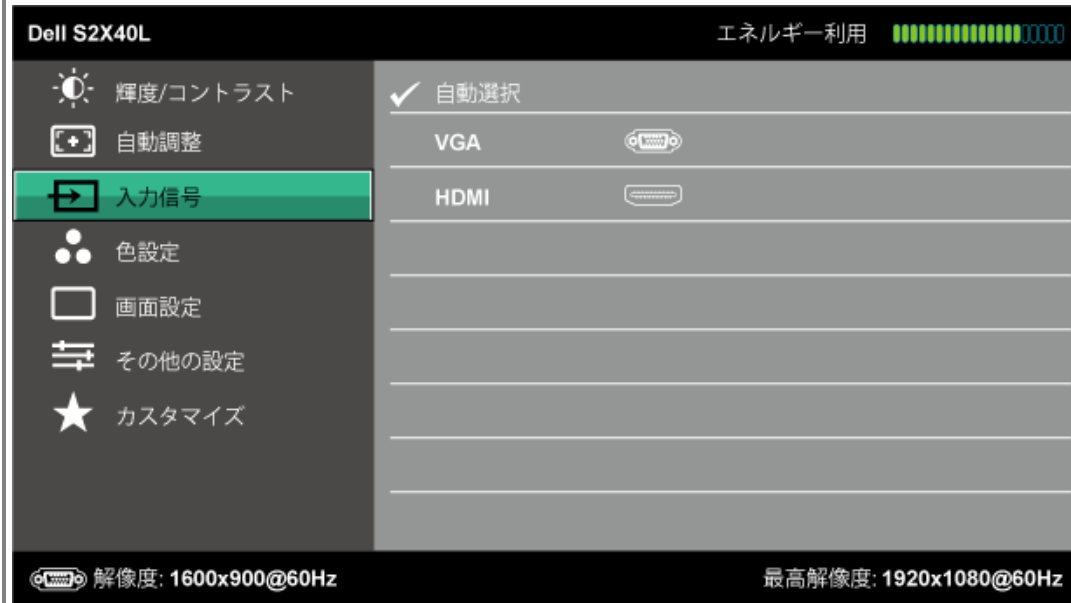 Dell S2X40L
エネルギー利用
輝度/コントラスト
自動調整
入力信号
色設定
画面設定
その他の設定
カスタマイズ
自動選択
VGA
HDMI
解像度: 1600x900@60Hz
最高解像度: 1920x1080@60Hz